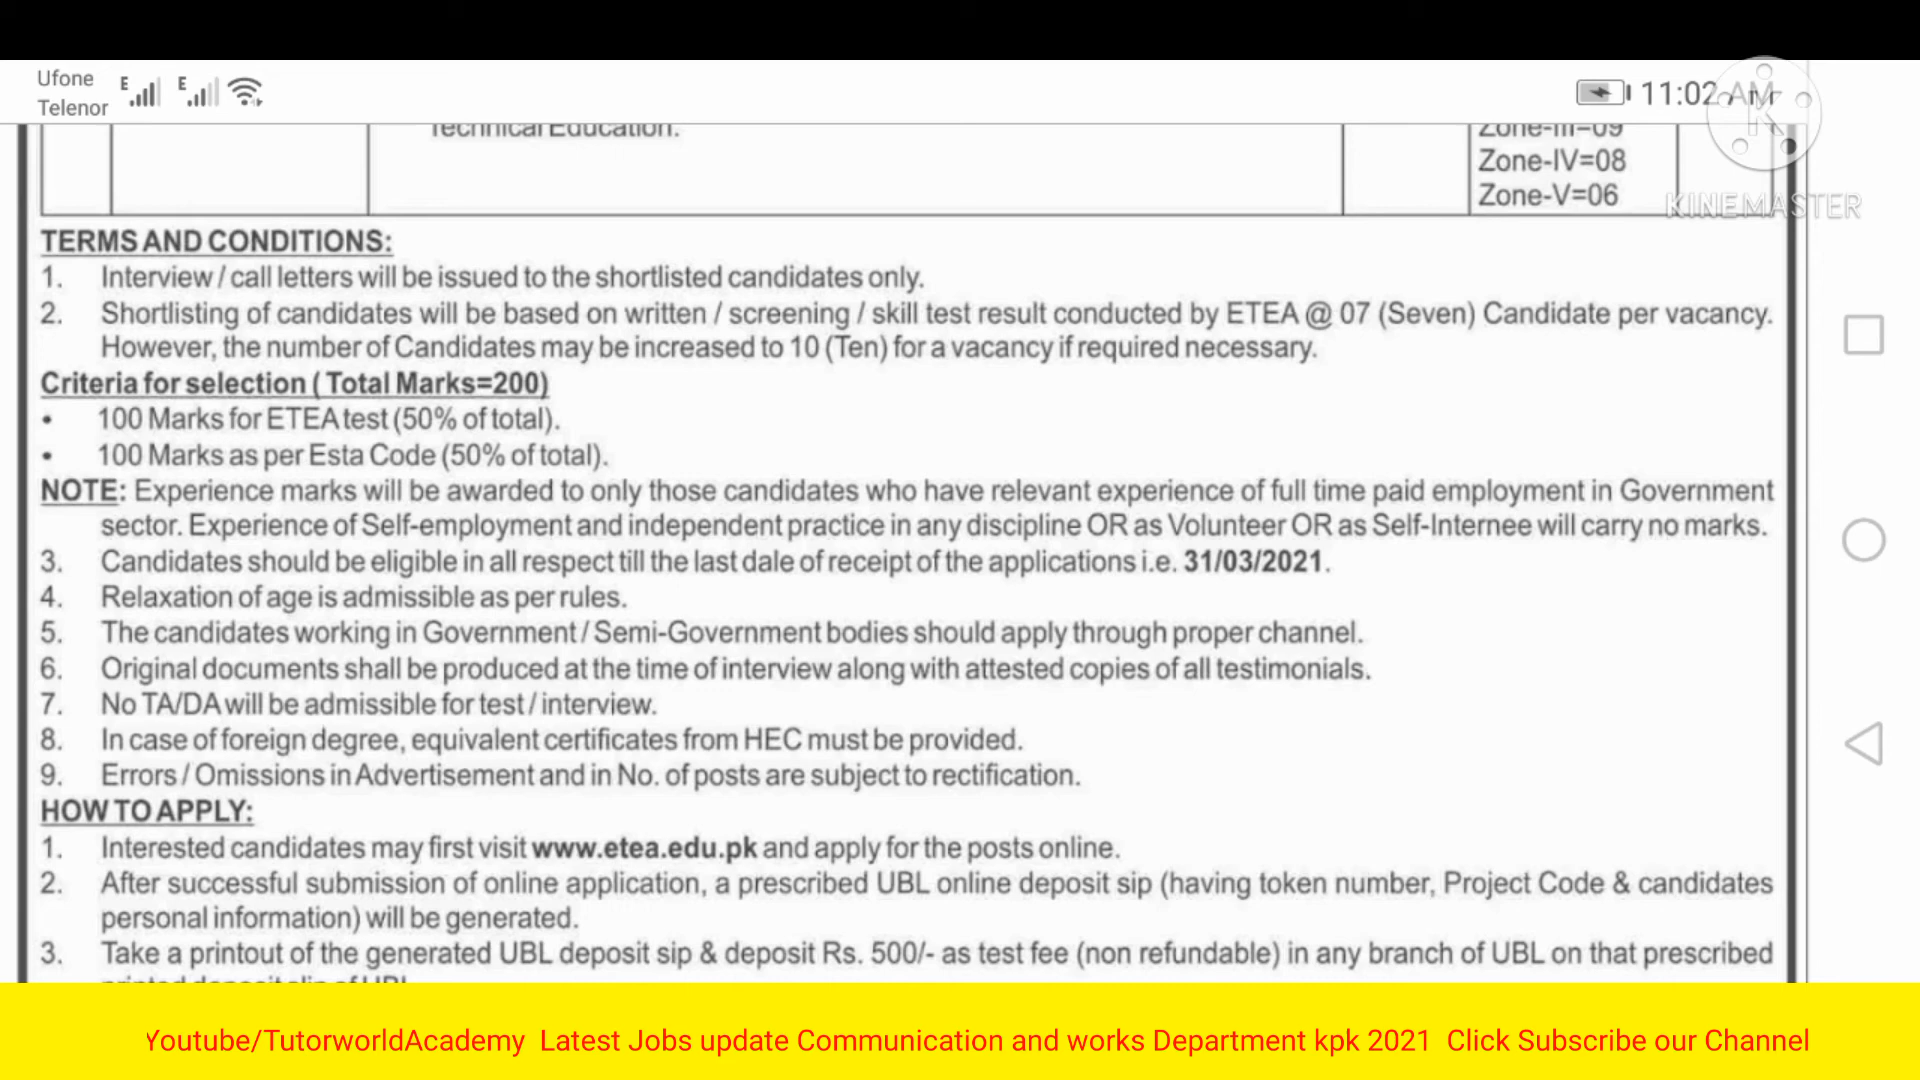 Ufone
Telenor
11:02 AM
Technical Education.
Zone-III=09
Zone-IV=08
Zone-V=06
KINEMASTER
TERMS AND CONDITIONS:
1. Interview / call letters will be issued to the shortlisted candidates only.
2. Shortlisting of candidates will be based on written / screening / skill test result conducted by ETEA @ 07 (Seven) Candidate per vacancy.
However, the number of Candidates may be increased to 10 (Ten) for a vacancy if required necessary.
Criteria for selection ( Total Marks=200)
• 100 Marks for ETEA test (50% of total).
• 100 Marks as per Esta Code (50% of total).
NOTE: Experience marks will be awarded to only those candidates who have relevant experience of full time paid employment in Government
sector. Experience of Self-employment and independent practice in any discipline OR as Volunteer OR as Self-Internee will carry no marks.
3. Candidates should be eligible in all respect till the last dale of receipt of the applications i.e. 31/03/2021.
4. Relaxation of age is admissible as per rules.
5. The candidates working in Government / Semi-Government bodies should apply through proper channel.
6. Original documents shall be produced at the time of interview along with attested copies of all testimonials.
7. No TA/DA will be admissible for test / interview.
8. In case of foreign degree, equivalent certificates from HEC must be provided.
9. Errors / Omissions in Advertisement and in No. of posts are subject to rectification.
HOW TO APPLY:
1. Interested candidates may first visit www.etea.edu.pk and apply for the posts online.
2. After successful submission of online application, a prescribed UBL online deposit sip (having token number, Project Code & candidates
personal information) will be generated.
3. Take a printout of the generated UBL deposit sip & deposit Rs. 500/- as test fee (non refundable) in any branch of UBL on that prescribed
printed deposit slip of UBL.
Youtube/TutorworldAcademy Latest Jobs update Communication and works Department kpk 2021 Click Subscribe our Channel